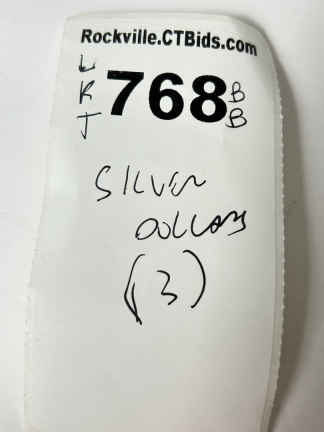 Rockville.CTBids.com
L
R
J
768
B
B
SILVER
DOLLARS
(3)